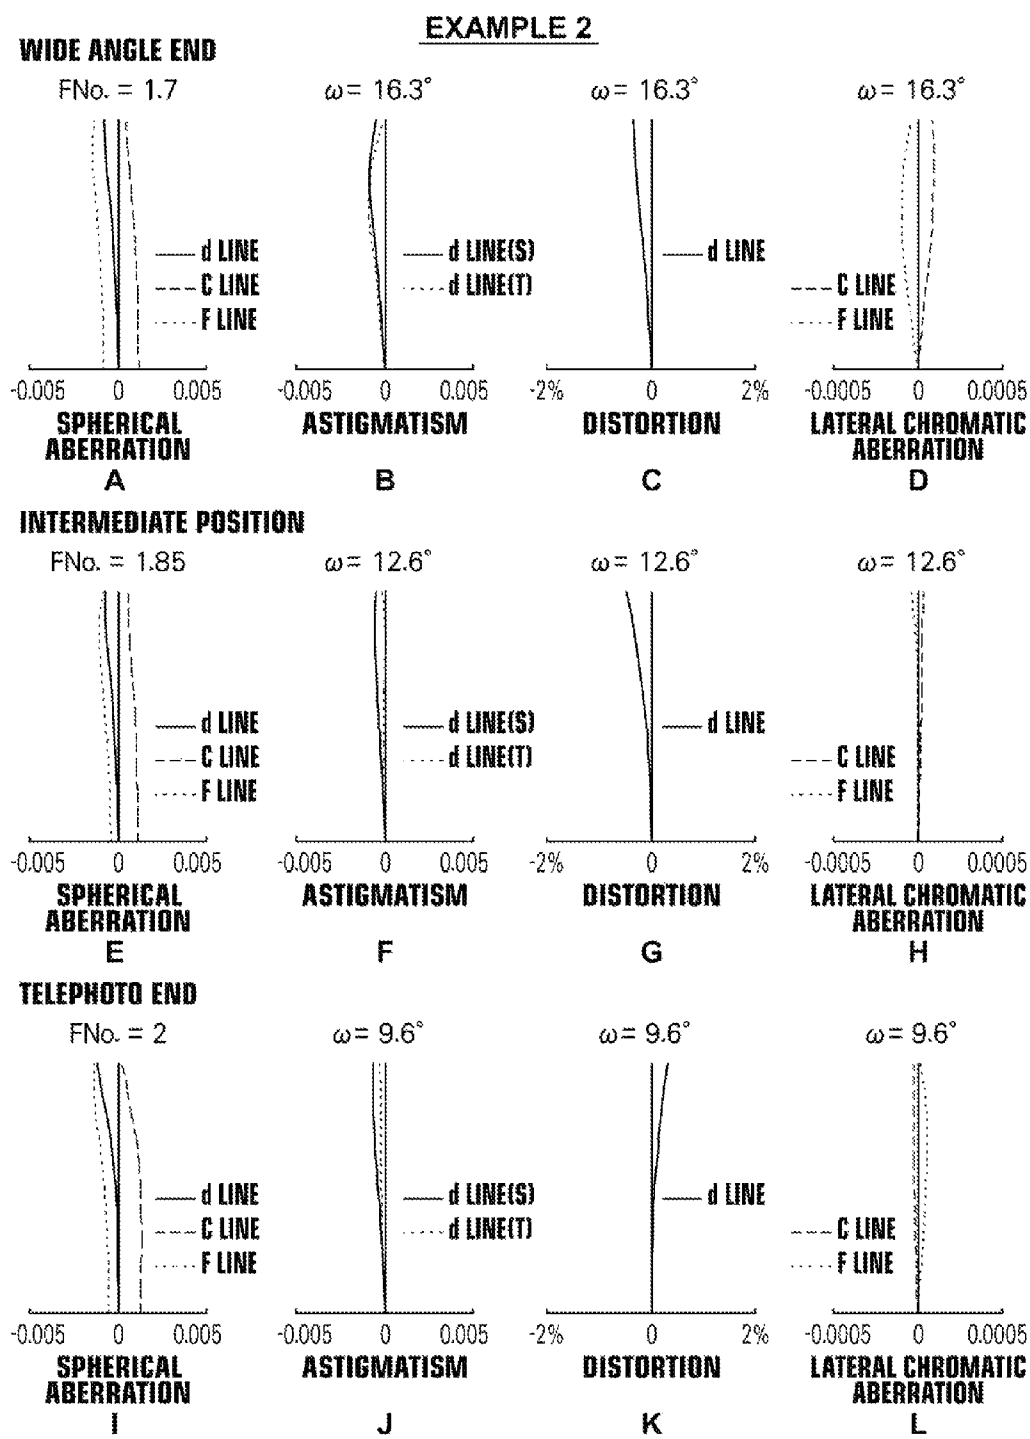 EXAMPLE 2
WIDE ANGLE END
FNo. = 1.7
ω = 16.3°
ω = 16.3°
ω = 16.3°
d LINE
C LINE
F LINE
d LINE(S)
d LINE(T)
d LINE
C LINE
F LINE
-0.005 0 0.005
-0.005 0 0.005
-2% 0 2%
-0.0005 0 0.0005
SPHERICAL
ABERRATION
ASTIGMATISM
DISTORTION
LATERAL CHROMATIC
ABERRATION
A
B
C
D
INTERMEDIATE POSITION
FNo. = 1.85
ω = 12.6°
ω = 12.6°
ω = 12.6°
d LINE
C LINE
F LINE
d LINE(S)
d LINE(T)
d LINE
C LINE
F LINE
-0.005 0 0.005
-0.005 0 0.005
-2% 0 2%
-0.0005 0 0.0005
SPHERICAL
ABERRATION
ASTIGMATISM
DISTORTION
LATERAL CHROMATIC
ABERRATION
E
F
G
H
TELEPHOTO END
FNo. = 2
ω = 9.6°
ω = 9.6°
ω = 9.6°
d LINE
C LINE
F LINE
d LINE(S)
d LINE(T)
d LINE
C LINE
F LINE
-0.005 0 0.005
-0.005 0 0.005
-2% 0 2%
-0.0005 0 0.0005
SPHERICAL
ABERRATION
ASTIGMATISM
DISTORTION
LATERAL CHROMATIC
ABERRATION
I
J
K
L